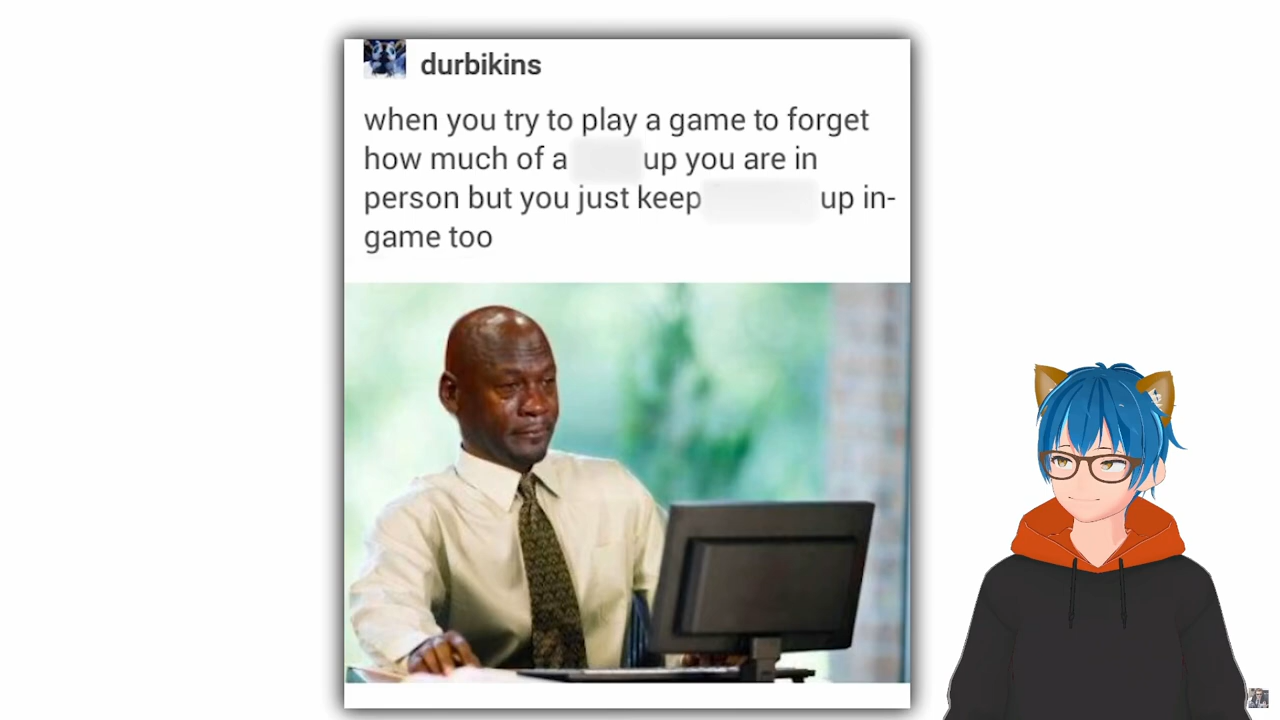 durbikins
when you try to play a game to forget
how much of a up you are in
person but you just keep up in-
game too